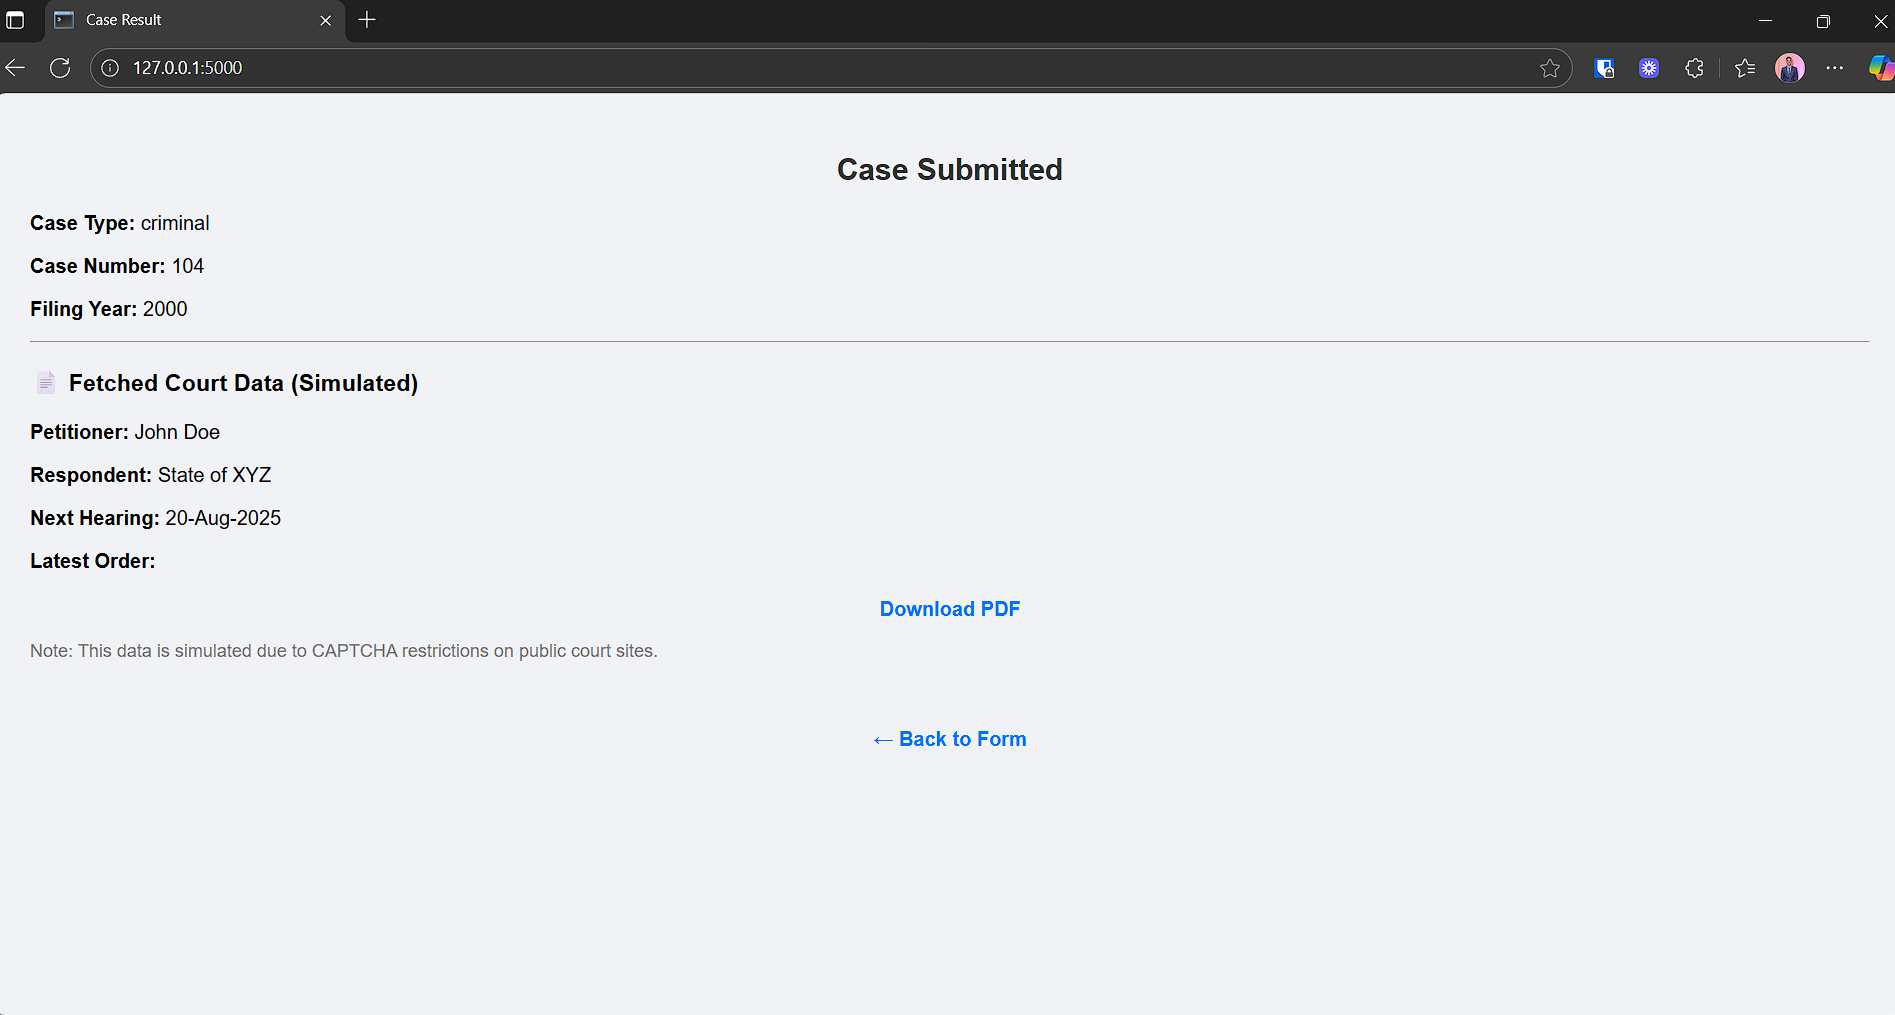 Case Result
127.0.0.1:5000
Case Submitted
Case Type: criminal
Case Number: 104
Filing Year: 2000
Fetched Court Data (Simulated)
Petitioner: John Doe
Respondent: State of XYZ
Next Hearing: 20-Aug-2025
Latest Order:
Download PDF
Note: This data is simulated due to CAPTCHA restrictions on public court sites.
← Back to Form